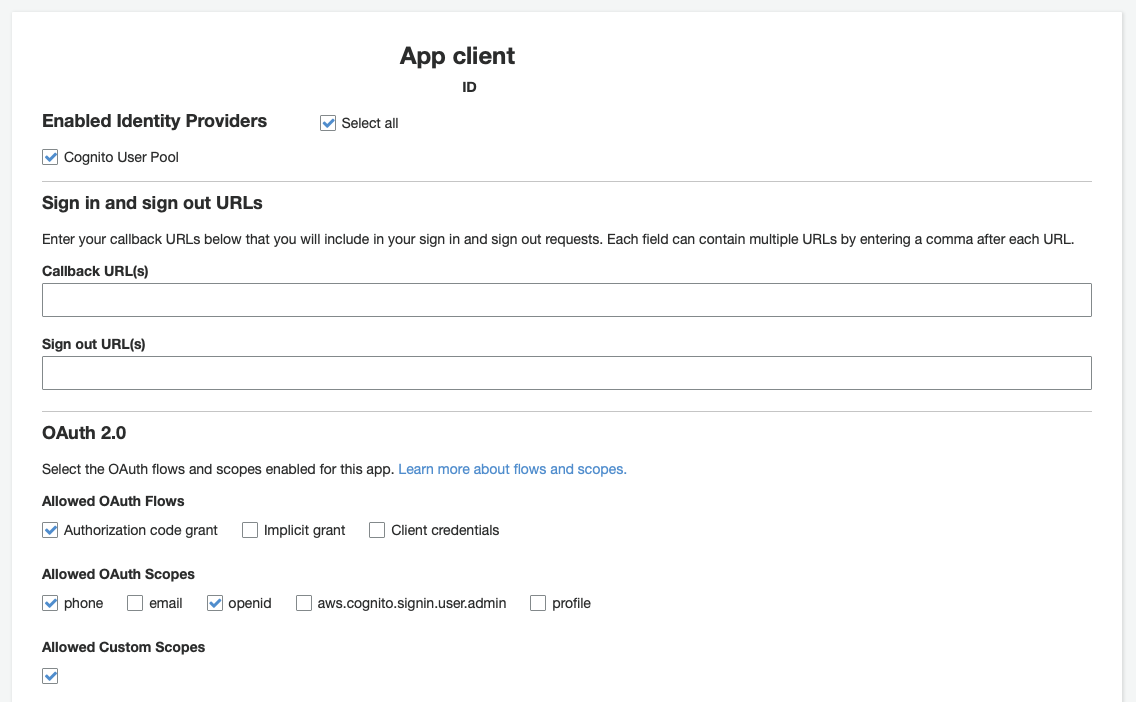 App client
ID
Enabled Identity Providers Select all
Cognito User Pool
Sign in and sign out URLs
Enter your callback URLs below that you will include in your sign in and sign out requests. Each field can contain multiple URLs by entering a comma after each URL.
Callback URL(s)
Sign out URL(s)
OAuth 2.0
Select the OAuth flows and scopes enabled for this app. Learn more about flows and scopes.
Allowed OAuth Flows
Authorization code grant Implicit grant Client credentials
Allowed OAuth Scopes
phone email openid aws.cognito.signin.user.admin profile
Allowed Custom Scopes